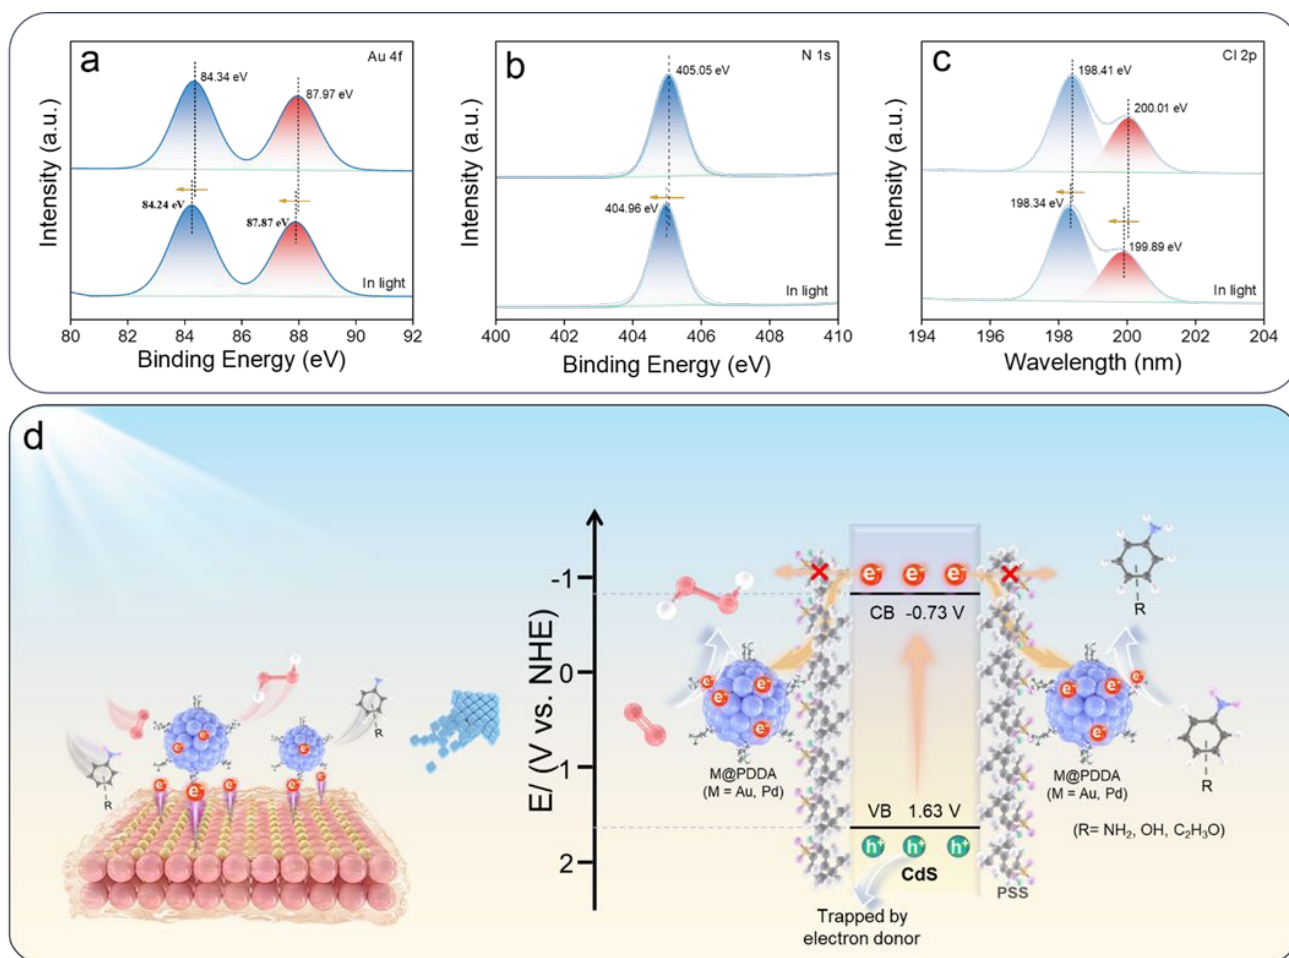 a
Au 4f
84.34 eV
87.97 eV
84.24 eV
87.87 eV
In light
Intensity (a.u.)
80 82 84 86 88 90 92
Binding Energy (eV)
b
N 1s
405.05 eV
404.96 eV
In light
Intensity (a.u.)
400 402 404 406 408 410
Binding Energy (eV)
c
Cl 2p
198.41 eV
200.01 eV
198.34 eV
199.89 eV
In light
Intensity (a.u.)
194 196 198 200 202 204
Wavelength (nm)
d
R
R
e⁻
e⁻
e⁻
e⁻
e⁻
e⁻
e⁻
e⁻
E/ (V vs. NHE)
-1
0
1
2
e⁻ e⁻ e⁻
CB -0.73 V
VB 1.63 V
h⁺ h⁺ h⁺
CdS
Trapped by
electron donor
e⁻
e⁻
e⁻
e⁻
M@PDDA
(M = Au, Pd)
PSS
e⁻
e⁻
e⁻
e⁻
M@PDDA
(M = Au, Pd)
R
R
(R= NH₂, OH, C₂H₃O)